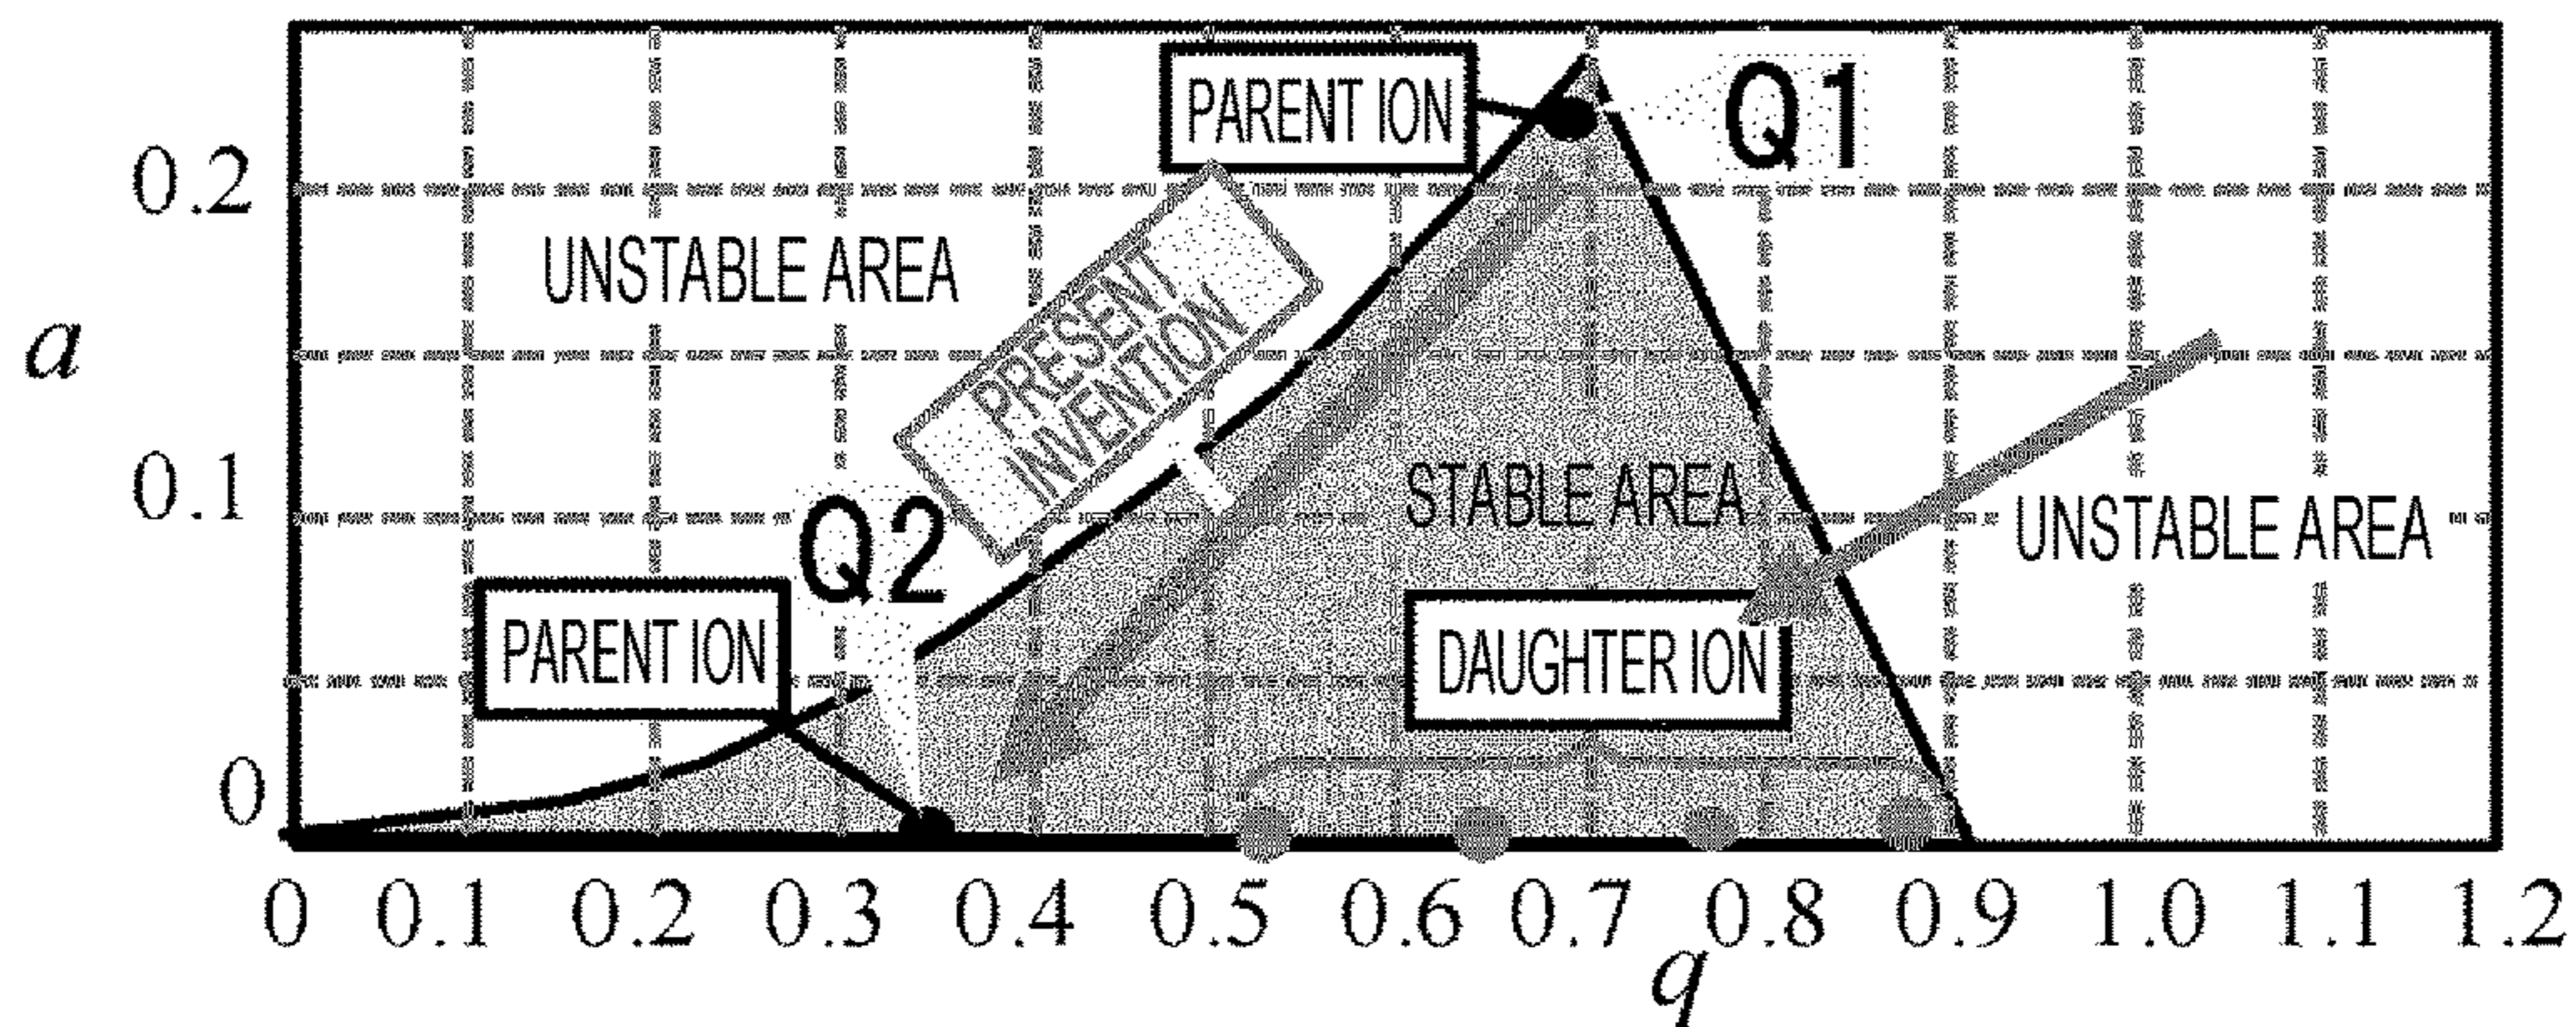 PARENT ION
Q1
0.2
UNSTABLE AREA
PRESENT
INVENTION
a
0.1
Q2
STABLE AREA
UNSTABLE AREA
PARENT ION
DAUGHTER ION
0
0 0.1 0.2 0.3 0.4 0.5 0.6 0.7 0.8 0.9 1.0 1.1 1.2
q